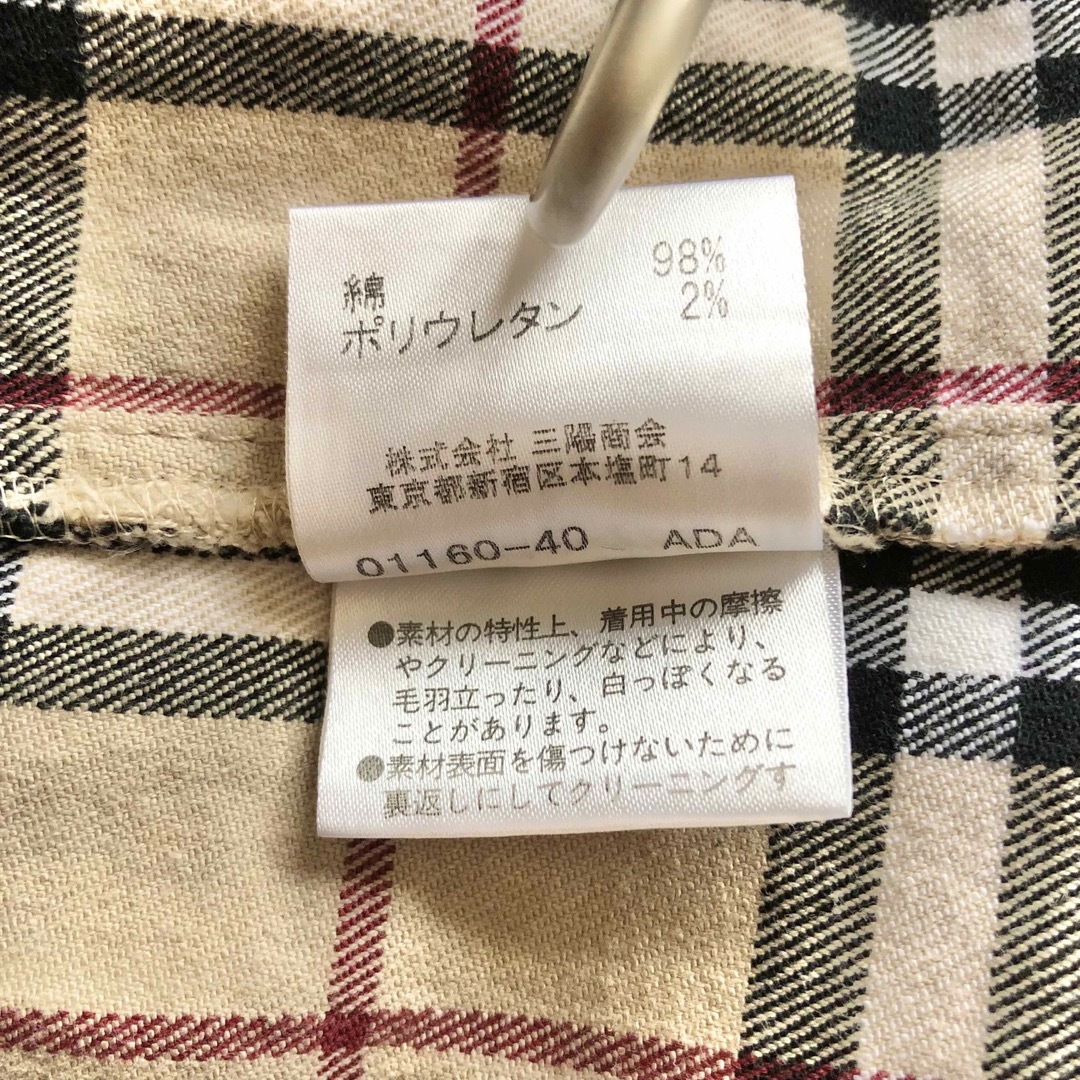 綿 98%
ポリウレタン 2%
株式会社 三陽商会
東京都新宿区本塩町14
01160-40 ADA
●素材の特性上、着用中の摩擦
やクリーニングなどにより、
毛羽立ったり、白っぽくなる
ことがあります。
●素材表面を傷つけないために
裏返しにしてクリーニングす